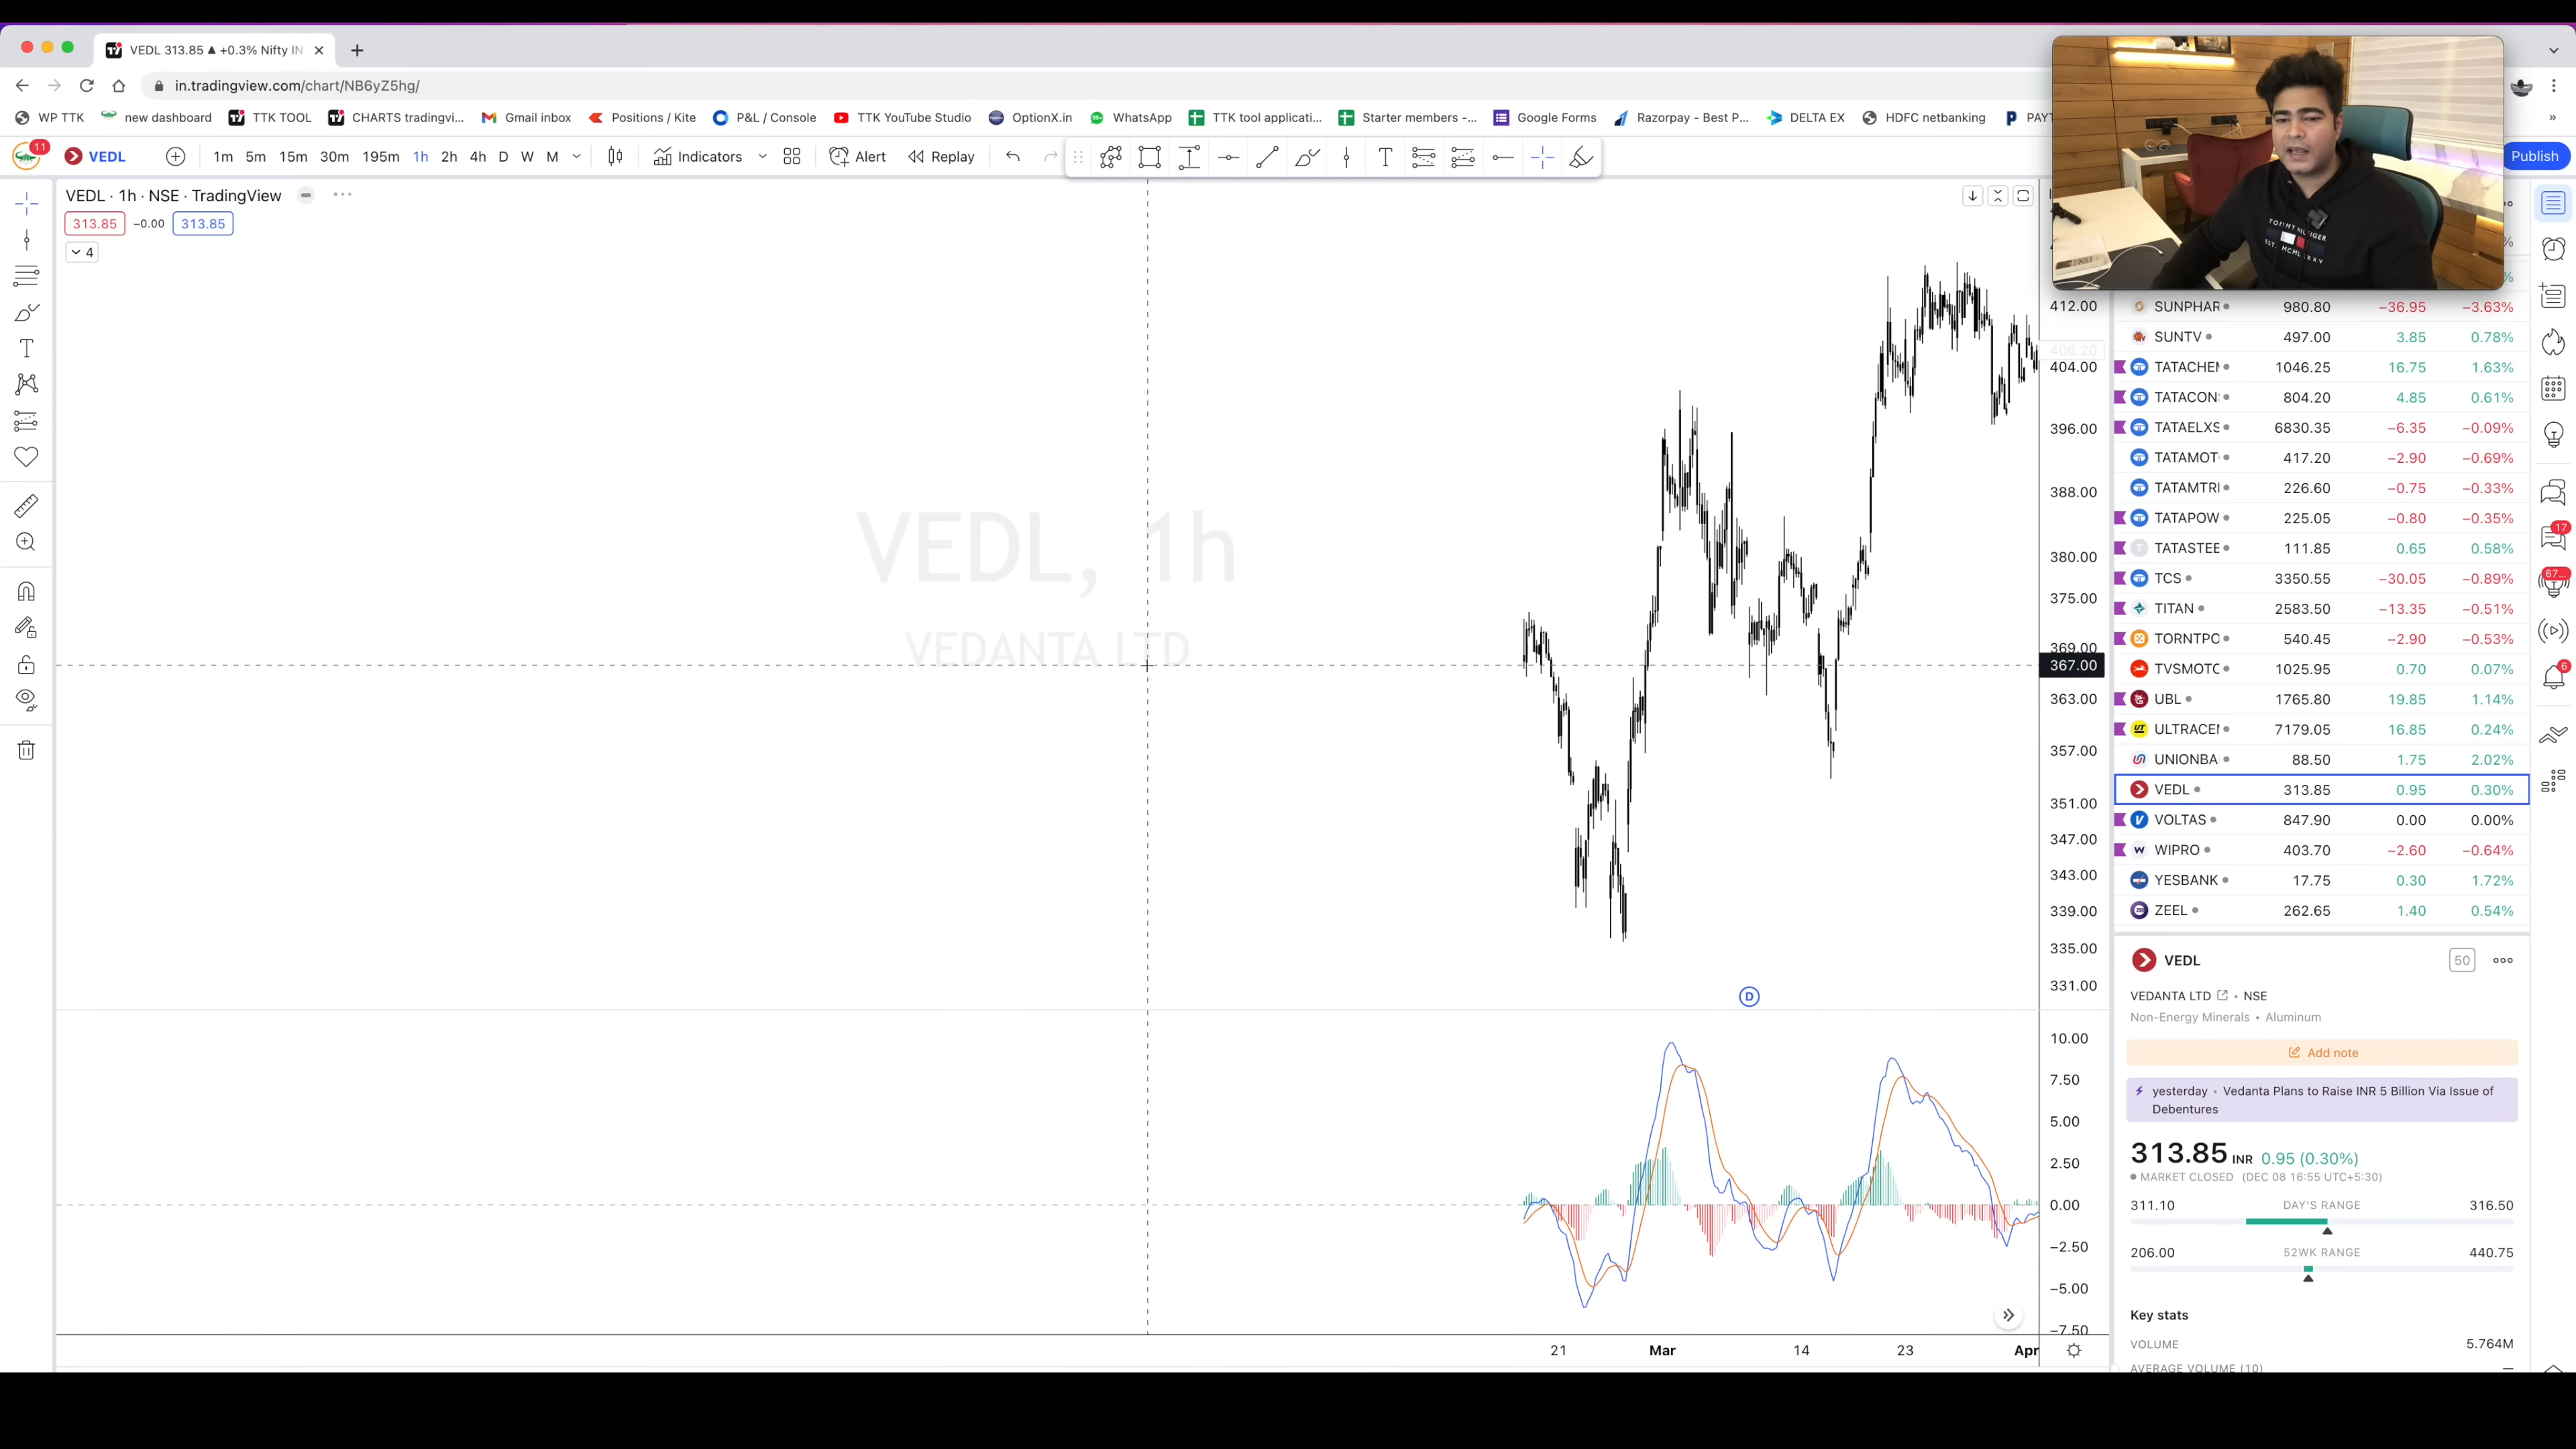 VEDL 313.85 ▲ +0.3% Nifty IN
in.tradingview.com/chart/NB6yZ5hg/
WP TTK new dashboard TTK TOOL CHARTS tradingvi... Gmail inbox Positions / Kite P&L / Console TTK YouTube Studio OptionX.in WhatsApp TTK tool applicati... Starter members -... Google Forms Razorpay - Best P... DELTA EX HDFC netbanking PAYT
11 VEDL 1m 5m 15m 30m 195m 1h 2h 4h D W M Indicators Alert Replay Publish
VEDL · 1h · NSE · TradingView
313.85 −0.00 313.85
4
VEDL, 1h
VEDANTA LTD
TOMMY HILFIGER
412.00
406.20
404.00
396.00
388.00
380.00
375.00
369.00
367.00
363.00
357.00
351.00
347.00
343.00
339.00
335.00
331.00
D
10.00
7.50
5.00
2.50
0.00
−2.50
−5.00
−7.50
21 Mar 14 23 Apr
SUNPHAR 980.80 −36.95 −3.63%
SUNTV 497.00 3.85 0.78%
TATACHEM 1046.25 16.75 1.63%
TATACON 804.20 4.85 0.61%
TATAELXS 6830.35 −6.35 −0.09%
TATAMOT 417.20 −2.90 −0.69%
TATAMTRI 226.60 −0.75 −0.33%
TATAPOW 225.05 −0.80 −0.35%
TATASTEE 111.85 0.65 0.58%
TCS 3350.55 −30.05 −0.89%
TITAN 2583.50 −13.35 −0.51%
TORNTPO 540.45 −2.90 −0.53%
TVSMOTC 1025.95 0.70 0.07%
UBL 1765.80 19.85 1.14%
ULTRACEM 7179.05 16.85 0.24%
UNIONBA 88.50 1.75 2.02%
VEDL 313.85 0.95 0.30%
VOLTAS 847.90 0.00 0.00%
WIPRO 403.70 −2.60 −0.64%
YESBANK 17.75 0.30 1.72%
ZEEL 262.65 1.40 0.54%
17
67...
6
VEDL 50
VEDANTA LTD • NSE
Non-Energy Minerals • Aluminum
Add note
yesterday • Vedanta Plans to Raise INR 5 Billion Via Issue of
Debentures
313.85 INR 0.95 (0.30%)
MARKET CLOSED (DEC 08 16:55 UTC+5:30)
311.10 DAY'S RANGE 316.50
206.00 52WK RANGE 440.75
Key stats
VOLUME 5.764M
AVERAGE VOLUME (10) —